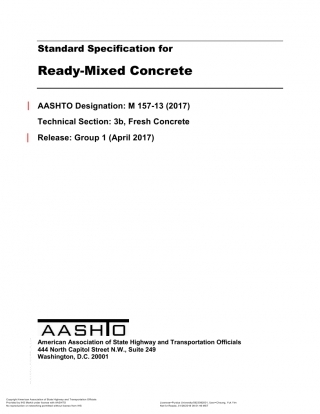 Standard Specification for
Ready-Mixed Concrete
AASHTO Designation: M 157-13 (2017)
Technical Section: 3b, Fresh Concrete
Release: Group 1 (April 2017)
AASHTO
American Association of State Highway and Transportation Officials
444 North Capitol Street N.W., Suite 249
Washington, D.C. 20001